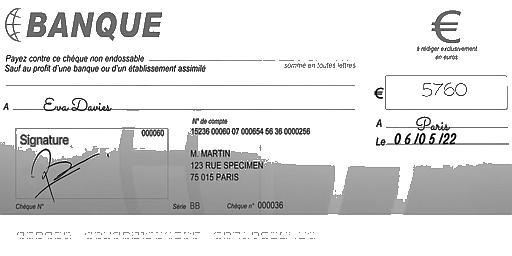 BANQUE
€
à rédiger exclusivement
en euros
Payez contre ce chèque non endossable
somme en toutes lettres
Sauf au profit d'une banque ou d'un établissement assimilé
€ 5760
A Eva Davies
A Paris
Le 06/05/22
Signature
000060
N° de compte
15236 00060 07 000654 56 36 0000256
M. MARTIN
123 RUE SPECIMEN
75 015 PARIS
Chèque N°
Série BB
Chèque n° 000036